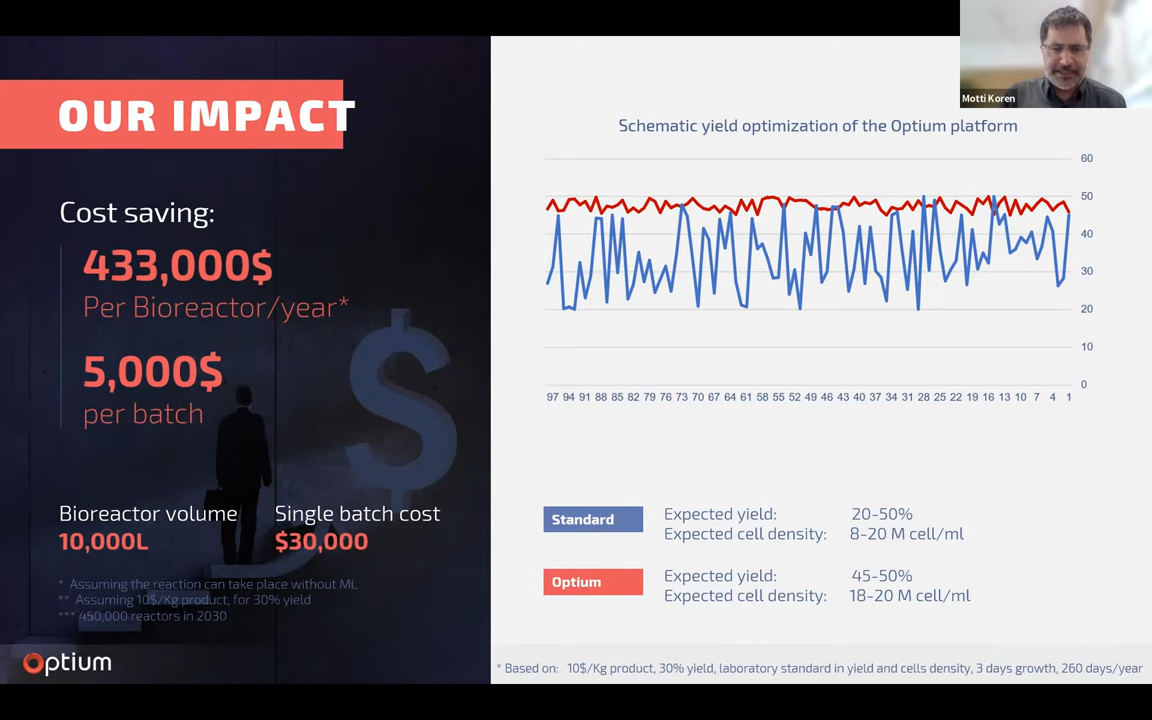 OUR IMPACT
Cost saving:
433,000$
Per Bioreactor/year*
5,000$
per batch
Bioreactor volume
10,000L
Single batch cost
$30,000
* Assuming the reaction can take place without ML
** Assuming 10$/Kg product, for 30% yield
*** 450,000 reactors in 2030
Optium
Motti Koren
Schematic yield optimization of the Optium platform
60
50
40
30
20
10
0
97 94 91 88 85 82 79 76 73 70 67 64 61 58 55 52 49 46 43 40 37 34 31 28 25 22 19 16 13 10 7 4 1
Standard
Expected yield: 20-50%
Expected cell density: 8-20 M cell/ml
Optium
Expected yield: 45-50%
Expected cell density: 18-20 M cell/ml
* Based on: 10$/Kg product, 30% yield, laboratory standard in yield and cells density, 3 days growth, 260 days/year